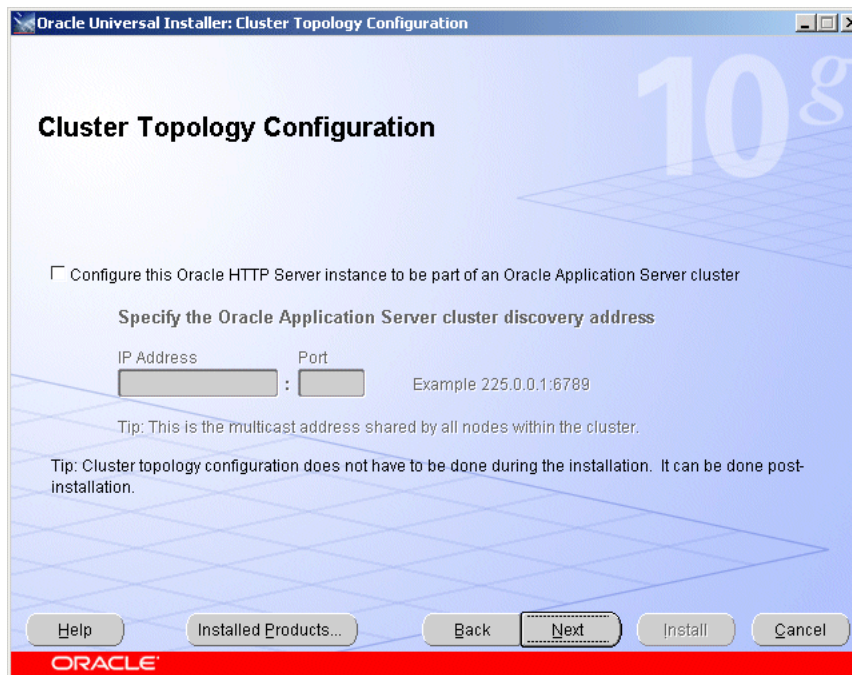 Oracle Universal Installer: Cluster Topology Configuration
10g
Cluster Topology Configuration
Configure this Oracle HTTP Server instance to be part of an Oracle Application Server cluster
Specify the Oracle Application Server cluster discovery address
IP Address Port
: Example 225.0.0.1:6789
Tip: This is the multicast address shared by all nodes within the cluster.
Tip: Cluster topology configuration does not have to be done during the installation. It can be done post-
installation.
Help Installed Products... Back Next Install Cancel
ORACLE